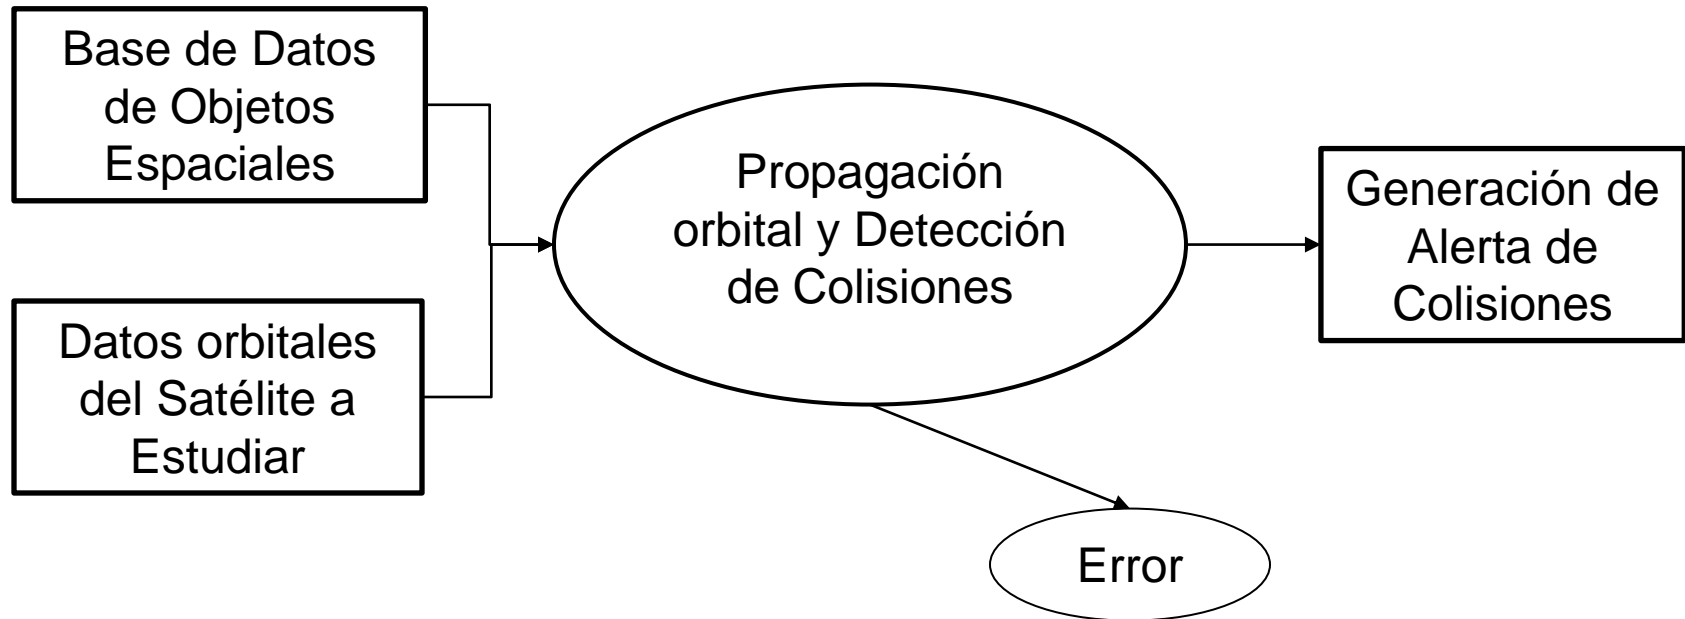 Base de Datos
de Objetos
Espaciales
Datos orbitales
del Satélite a
Estudiar
Propagación
orbital y Detección
de Colisiones
Generación de
Alerta de
Colisiones
Error